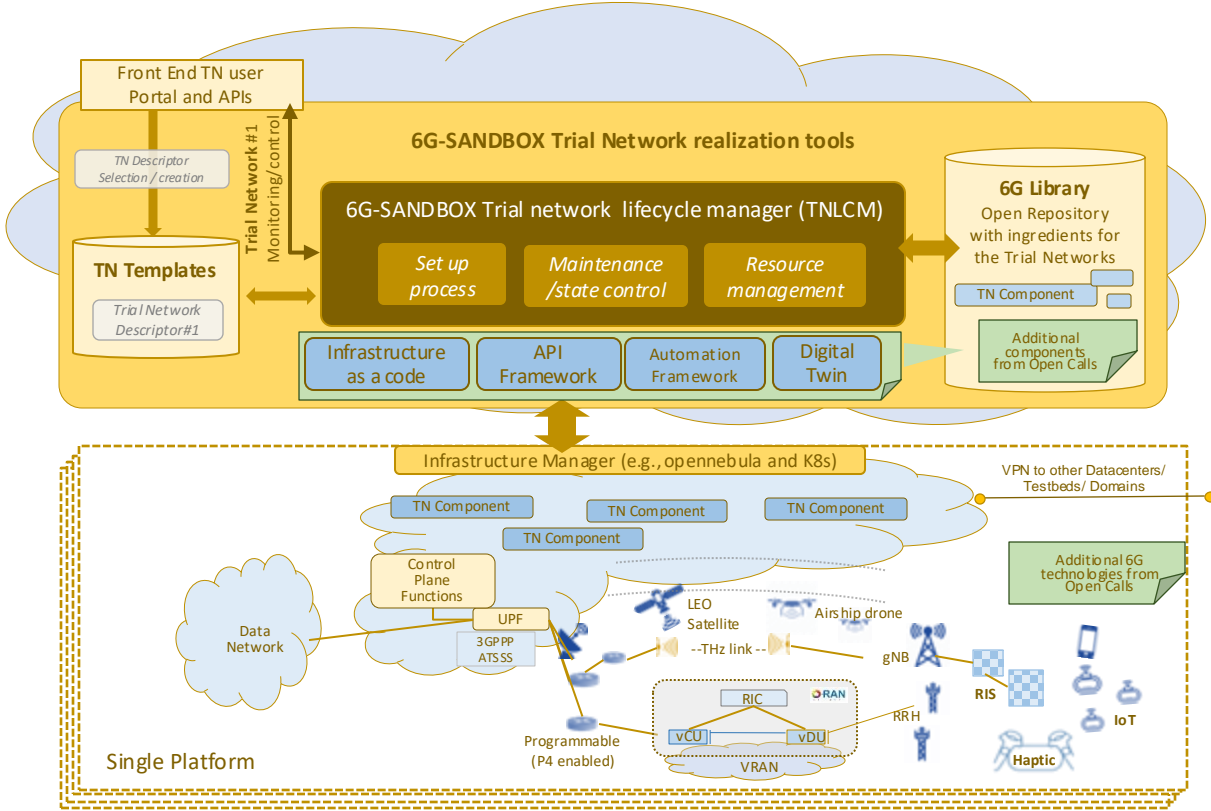 Front End TN user
Portal and APIs
TN Descriptor
Selection / creation
Trial Network #1
Monitoring/control
6G-SANDBOX Trial Network realization tools
6G-SANDBOX Trial network lifecycle manager (TNLCM)
Set up
process
Maintenance
/state control
Resource
management
TN Templates
Trial Network
Descriptor#1
6G Library
Open Repository
with ingredients for
the Trial Networks
TN Component
Additional
components
from Open Calls
Infrastructure
as a code
API
Framework
Automation
Framework
Digital
Twin
Infrastructure Manager (e.g., opennebula and K8s)
VPN to other Datacenters/
Testbeds/ Domains
TN Component
TN Component
TN Component
TN Component
Additional 6G
technologies from
Open Calls
Control
Plane
Functions
UPF
3GPPP
ATSSS
Data
Network
LEO
Satellite
Airship drone
--THz link --
gNB
RIS
IoT
Haptic
RRH
RIC
ORAN
vCU
vDU
VRAN
Programmable
(P4 enabled)
Single Platform